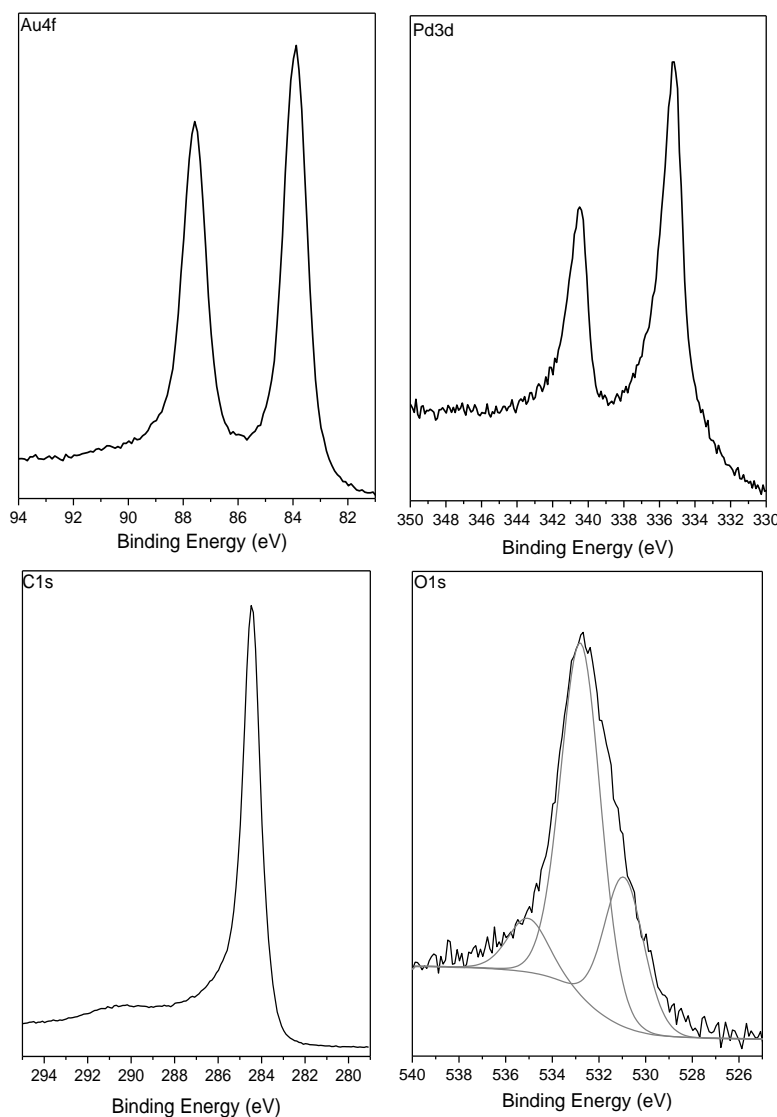 Au4f
94 92 90 88 86 84 82
Binding Energy (eV)
Pd3d
350 348 346 344 342 340 338 336 334 332 330
Binding Energy (eV)
C1s
294 292 290 288 286 284 282 280
Binding Energy (eV)
O1s
540 538 536 534 532 530 528 526
Binding Energy (eV)